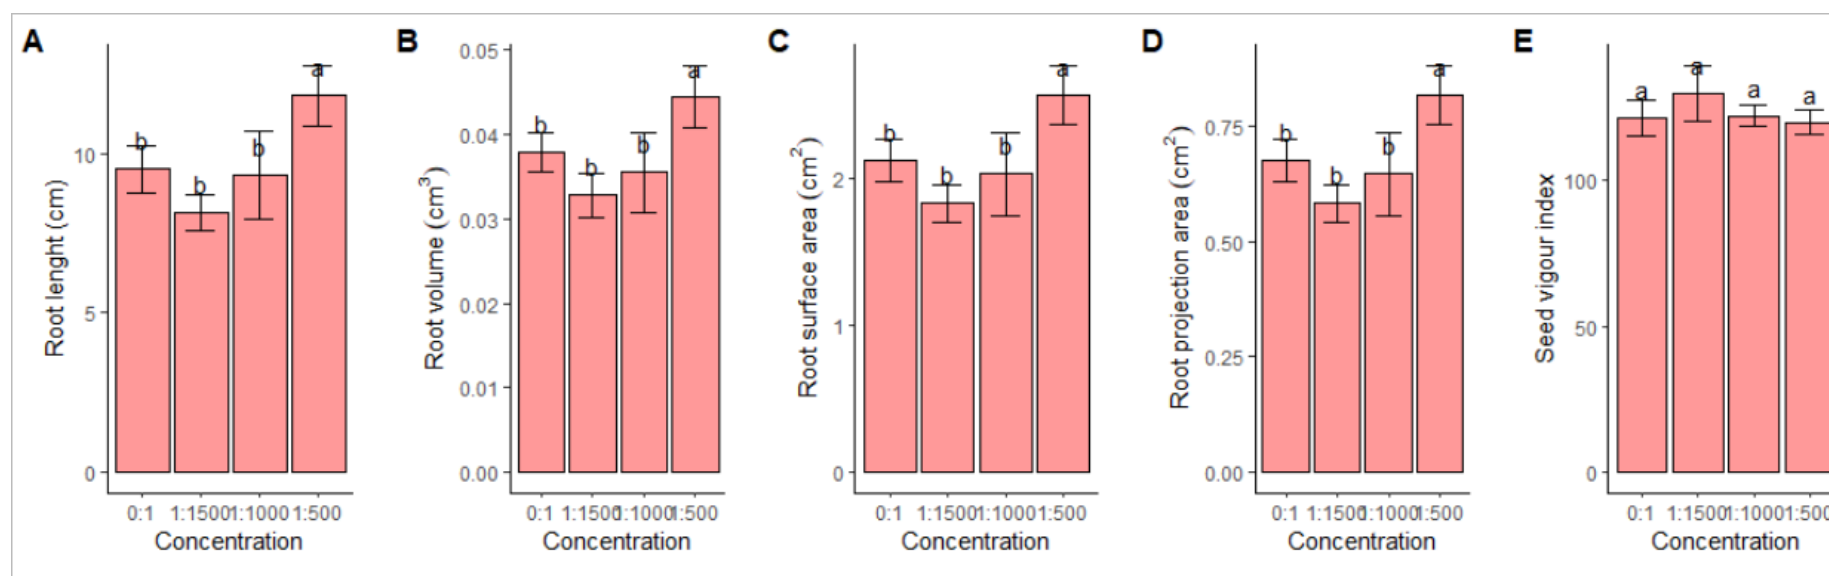 A
Root lenght (cm)
10
5
0
b
b
b
a
0:1 1:1500 1:1000 1:500
Concentration
B
Root volume (cm³)
0.05
0.04
0.03
0.02
0.01
0.00
b
b
b
a
0:1 1:1500 1:1000 1:500
Concentration
C
Root surface area (cm²)
2
1
0
b
b
b
a
0:1 1:1500 1:1000 1:500
Concentration
D
Root projection area (cm²)
0.75
0.50
0.25
0.00
b
b
b
a
0:1 1:1500 1:1000 1:500
Concentration
E
Seed vigour index
100
50
0
a
a
a
a
0:1 1:1500 1:1000 1:500
Concentration